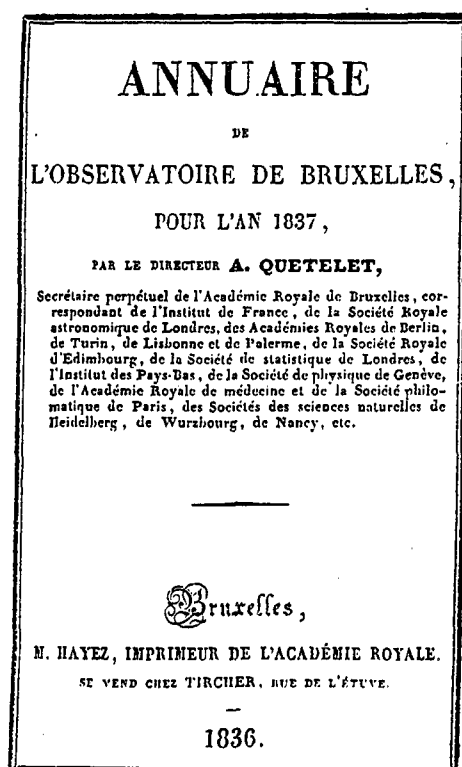 ANNUAIRE
DE
L'OBSERVATOIRE DE BRUXELLES,
POUR L'AN 1837,
PAR LE DIRECTEUR A. QUETELET,
Secrétaire perpétuel de l'Académie Royale de Bruxelles, cor-
respondant de l'Institut de France, de la Société Royale
astronomique de Londres, des Académies Royales de Berlin,
de Turin, de Lisbonne et de Palerme, de la Société Royale
d'Edimbourg, de la Société de statistique de Londres, de
l'Institut des Pays-Bas, de la Société de physique de Genève,
de l'Académie Royale de médecine et de la Société philo-
matique de Paris, des Sociétés des sciences naturelles de
Heidelberg, de Wurzbourg, de Nancy, etc.
Bruxelles,
M. HAYEZ, IMPRIMEUR DE L'ACADÉMIE ROYALE.
SE VEND CHEZ TIRCHER, RUE DE L'ÉTUVE.
1836.